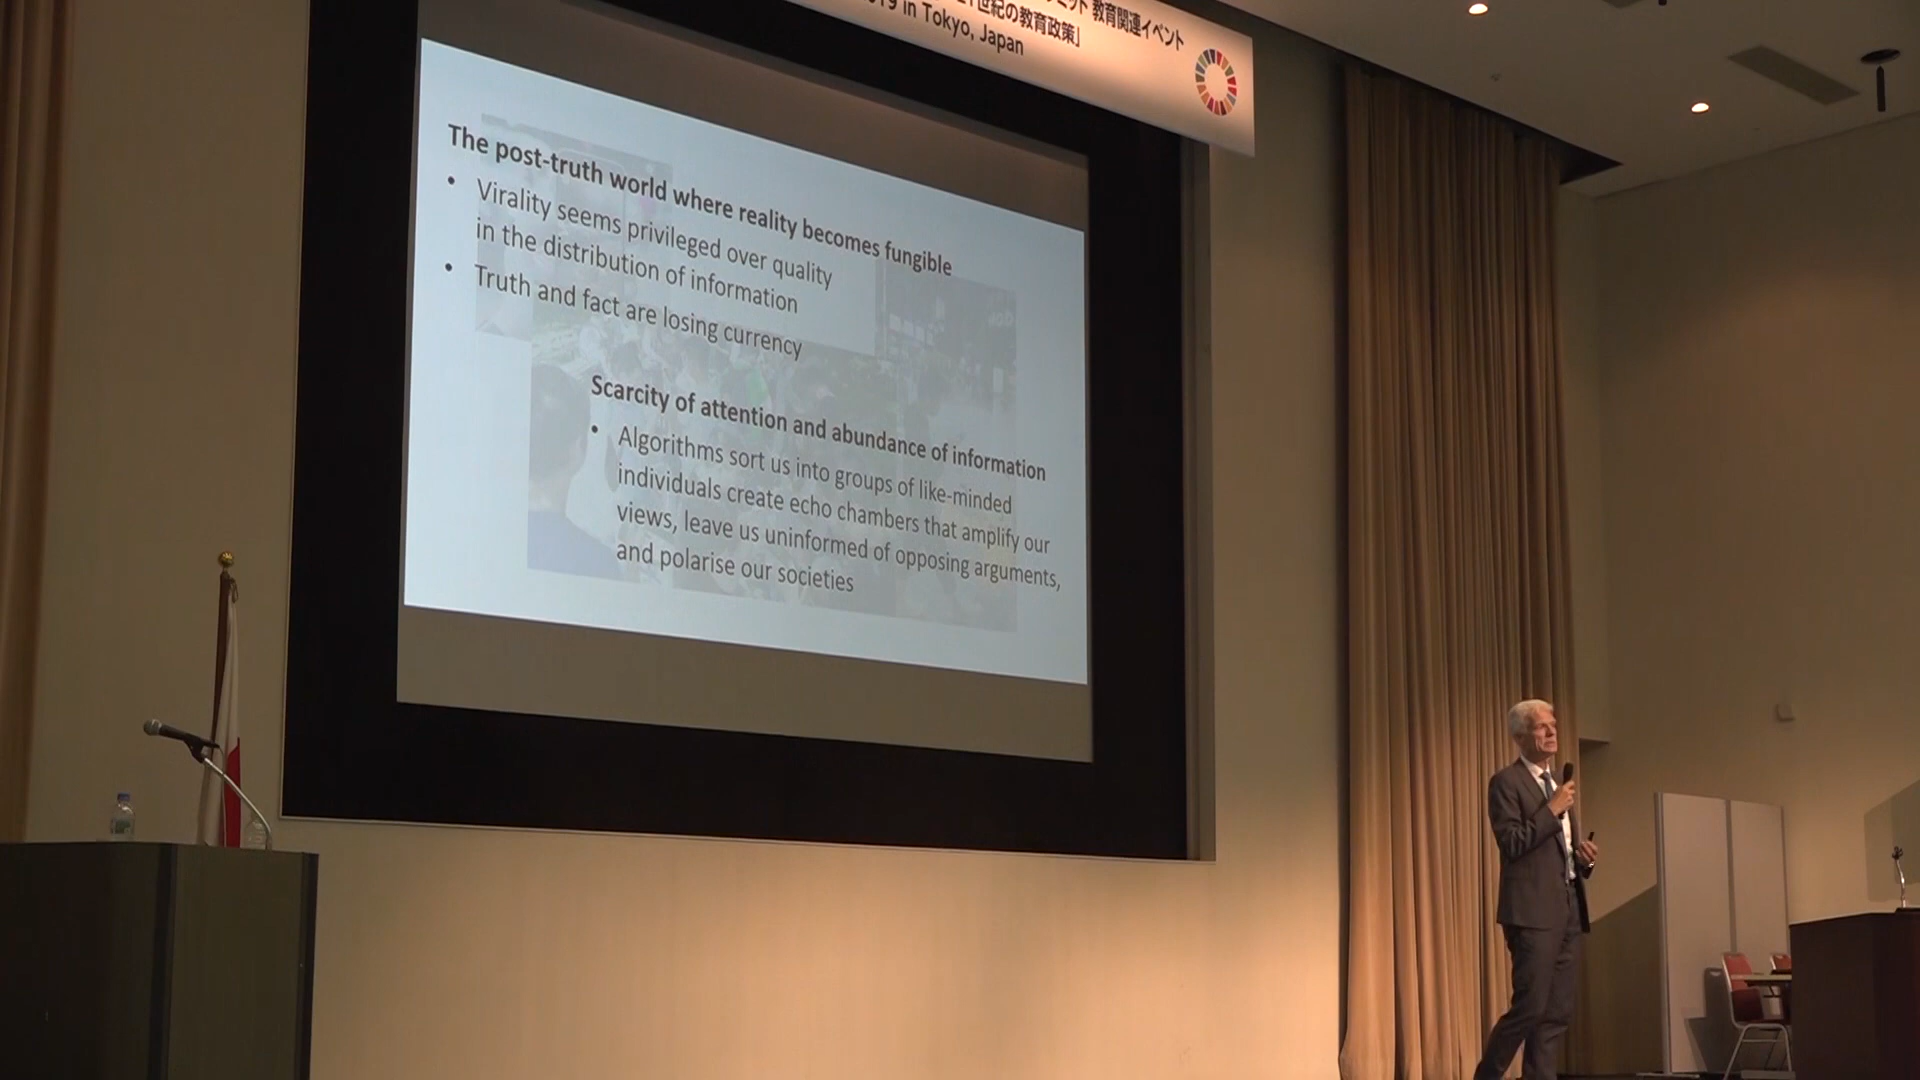 ミット 教育関連イベント
世紀の教育政策」
in Tokyo, Japan
The post-truth world where reality becomes fungible
• Virality seems privileged over quality
in the distribution of information
• Truth and fact are losing currency
Scarcity of attention and abundance of information
• Algorithms sort us into groups of like-minded
individuals create echo chambers that amplify our
views, leave us uninformed of opposing arguments,
and polarise our societies